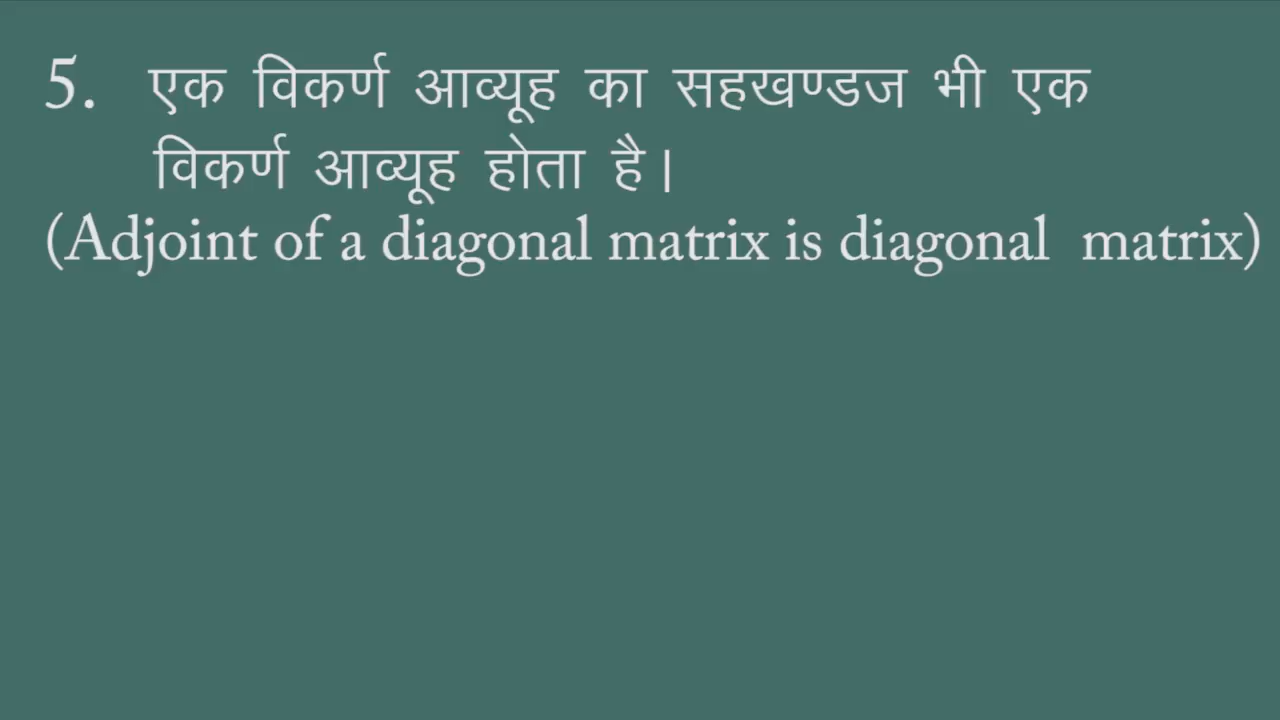 5. एक विकर्ण आव्यूह का सहखण्डज भी एक
विकर्ण आव्यूह होता है।
(Adjoint of a diagonal matrix is diagonal matrix)